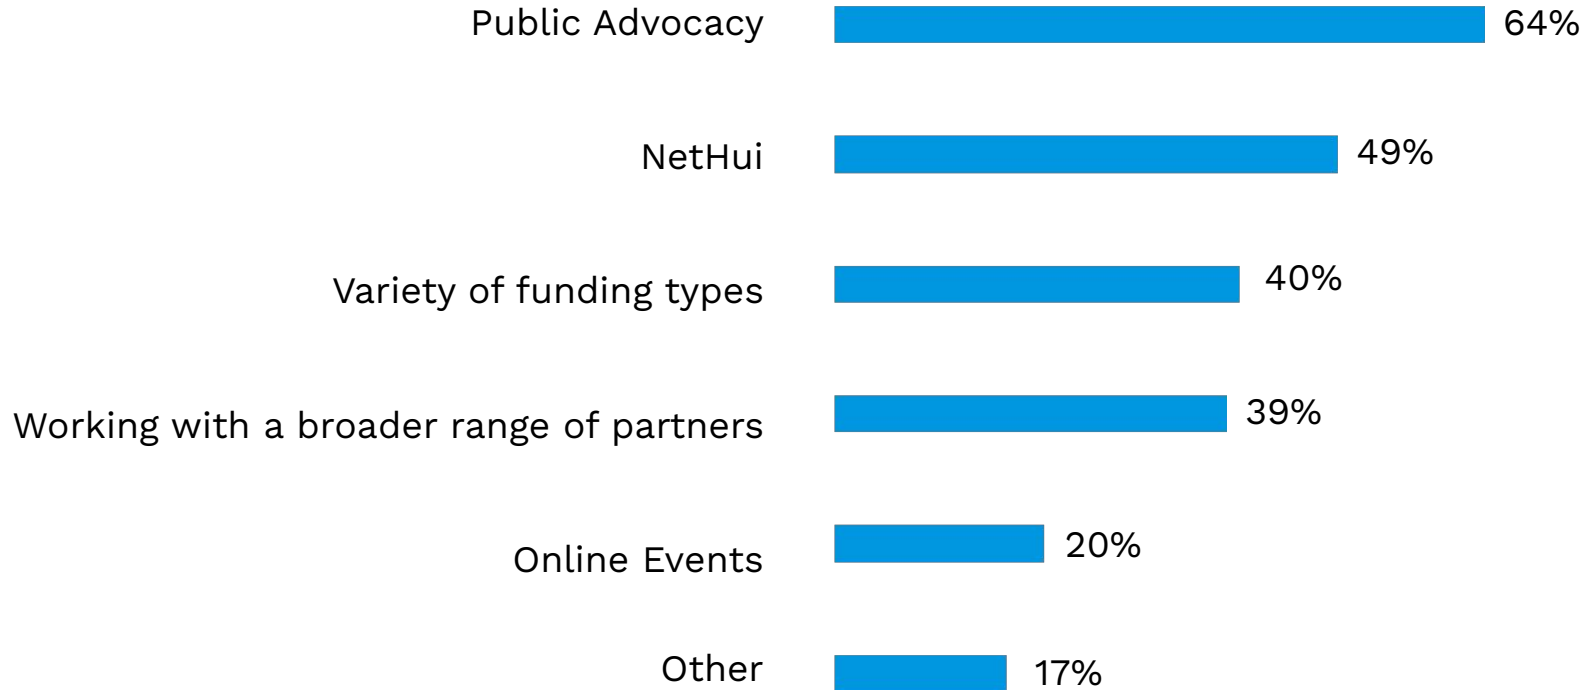 Public Advocacy 64%
NetHui 49%
Variety of funding types 40%
Working with a broader range of partners 39%
Online Events 20%
Other 17%